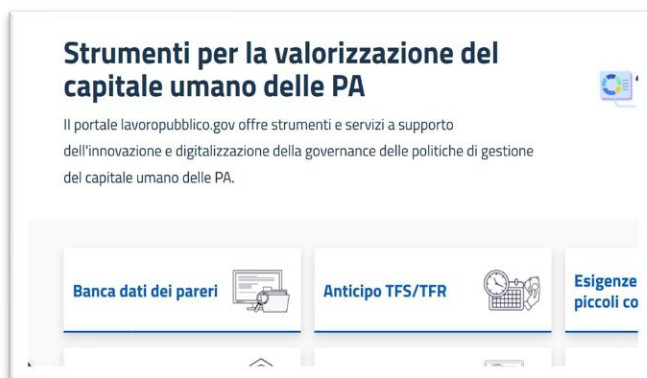 Strumenti per la valorizzazione del
capitale umano delle PA
Il portale lavoropubblico.gov offre strumenti e servizi a supporto
dell'innovazione e digitalizzazione della governance delle politiche di gestione
del capitale umano delle PA.
Banca dati dei pareri
Anticipo TFS/TFR
Esigenze
piccoli co